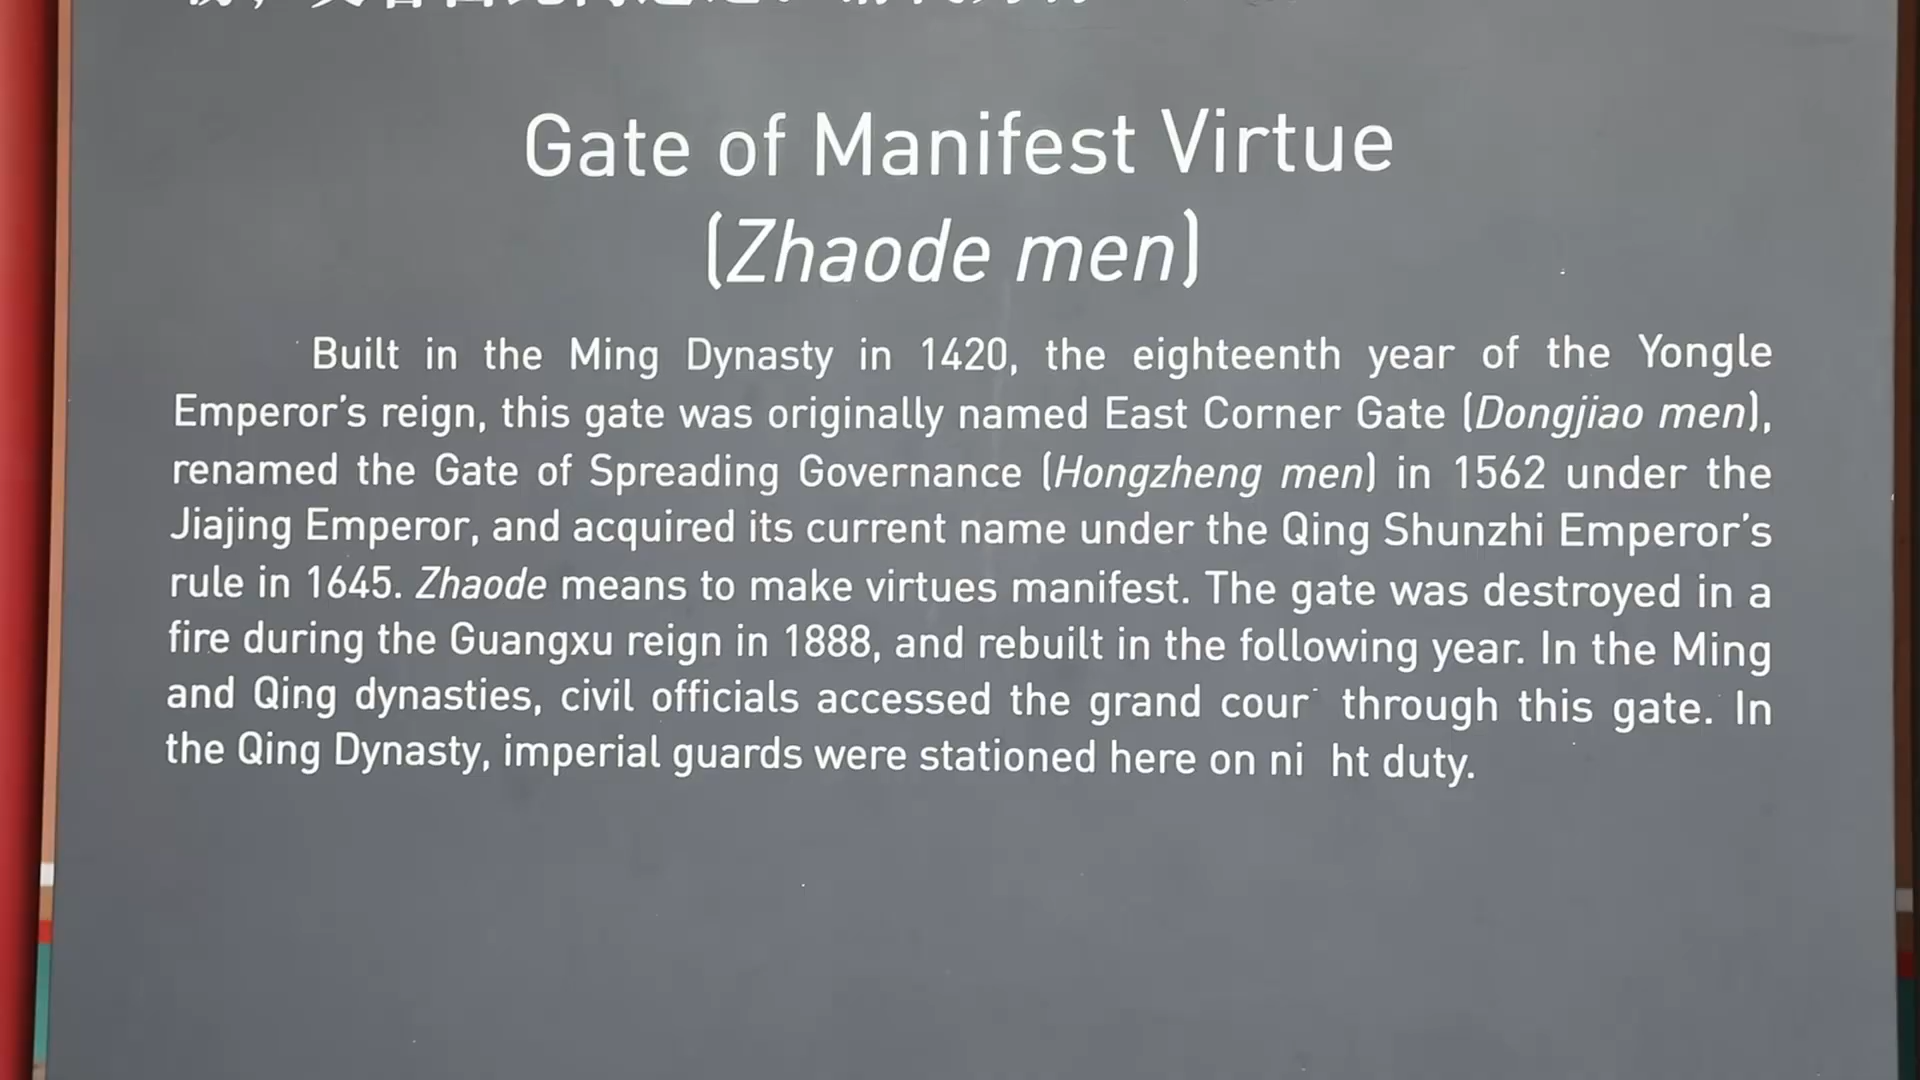 Gate of Manifest Virtue
(Zhaode men)
Built in the Ming Dynasty in 1420, the eighteenth year of the Yongle
Emperor's reign, this gate was originally named East Corner Gate (Dongjiao men),
renamed the Gate of Spreading Governance (Hongzheng men) in 1562 under the
Jiajing Emperor, and acquired its current name under the Qing Shunzhi Emperor's
rule in 1645. Zhaode means to make virtues manifest. The gate was destroyed in a
fire during the Guangxu reign in 1888, and rebuilt in the following year. In the Ming
and Qing dynasties, civil officials accessed the grand cour through this gate. In
the Qing Dynasty, imperial guards were stationed here on ni ht duty.